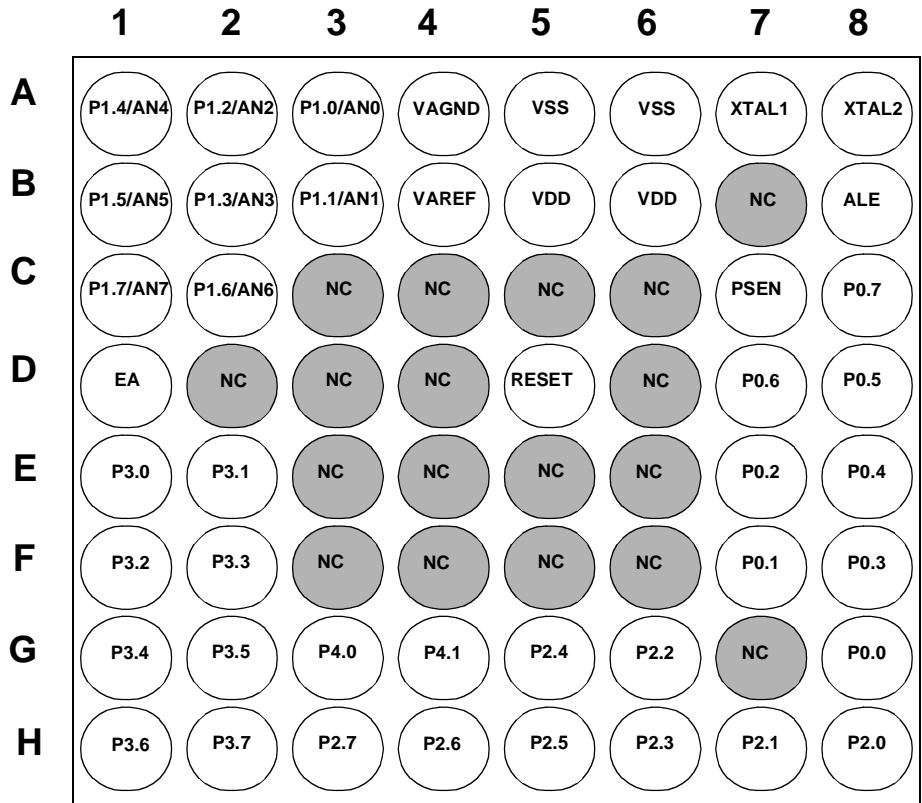 1 2 3 4 5 6 7 8
A P1.4/AN4 P1.2/AN2 P1.0/AN0 VAGND VSS VSS XTAL1 XTAL2
B P1.5/AN5 P1.3/AN3 P1.1/AN1 VAREF VDD VDD NC ALE
C P1.7/AN7 P1.6/AN6 NC NC NC NC PSEN P0.7
D EA NC NC NC RESET NC P0.6 P0.5
E P3.0 P3.1 NC NC NC NC P0.2 P0.4
F P3.2 P3.3 NC NC NC NC P0.1 P0.3
G P3.4 P3.5 P4.0 P4.1 P2.4 P2.2 NC P0.0
H P3.6 P3.7 P2.7 P2.6 P2.5 P2.3 P2.1 P2.0